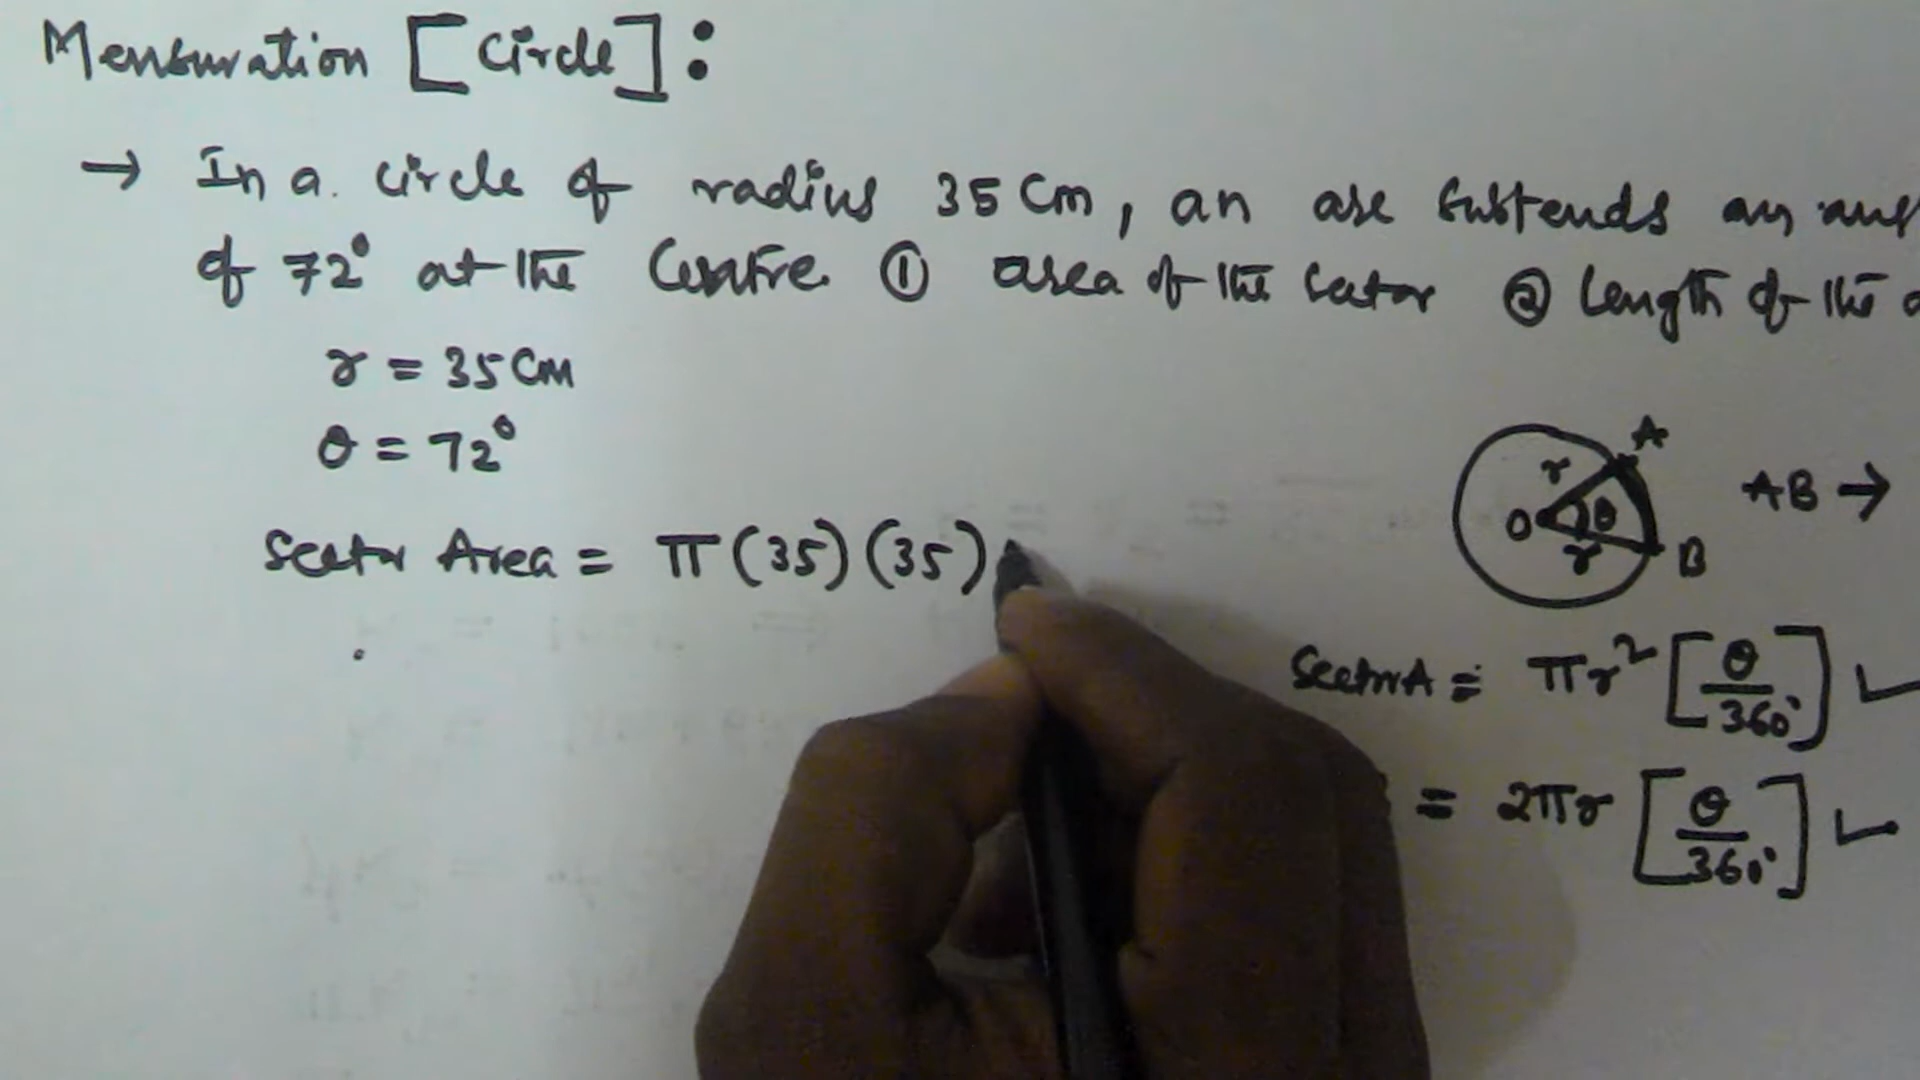 Mensuration [Circle]:
→ In a. circle of radius 35 Cm, an arc subtends an
of 72° at the Centre ① area of the sector ② length of the
r = 35 Cm
θ = 72°
Sector Area = π(35)(35)
A
r
θ
O
r
B
AB →
Sector A = πr² [θ/360°] ✓
= 2πr [θ/360°] ✓